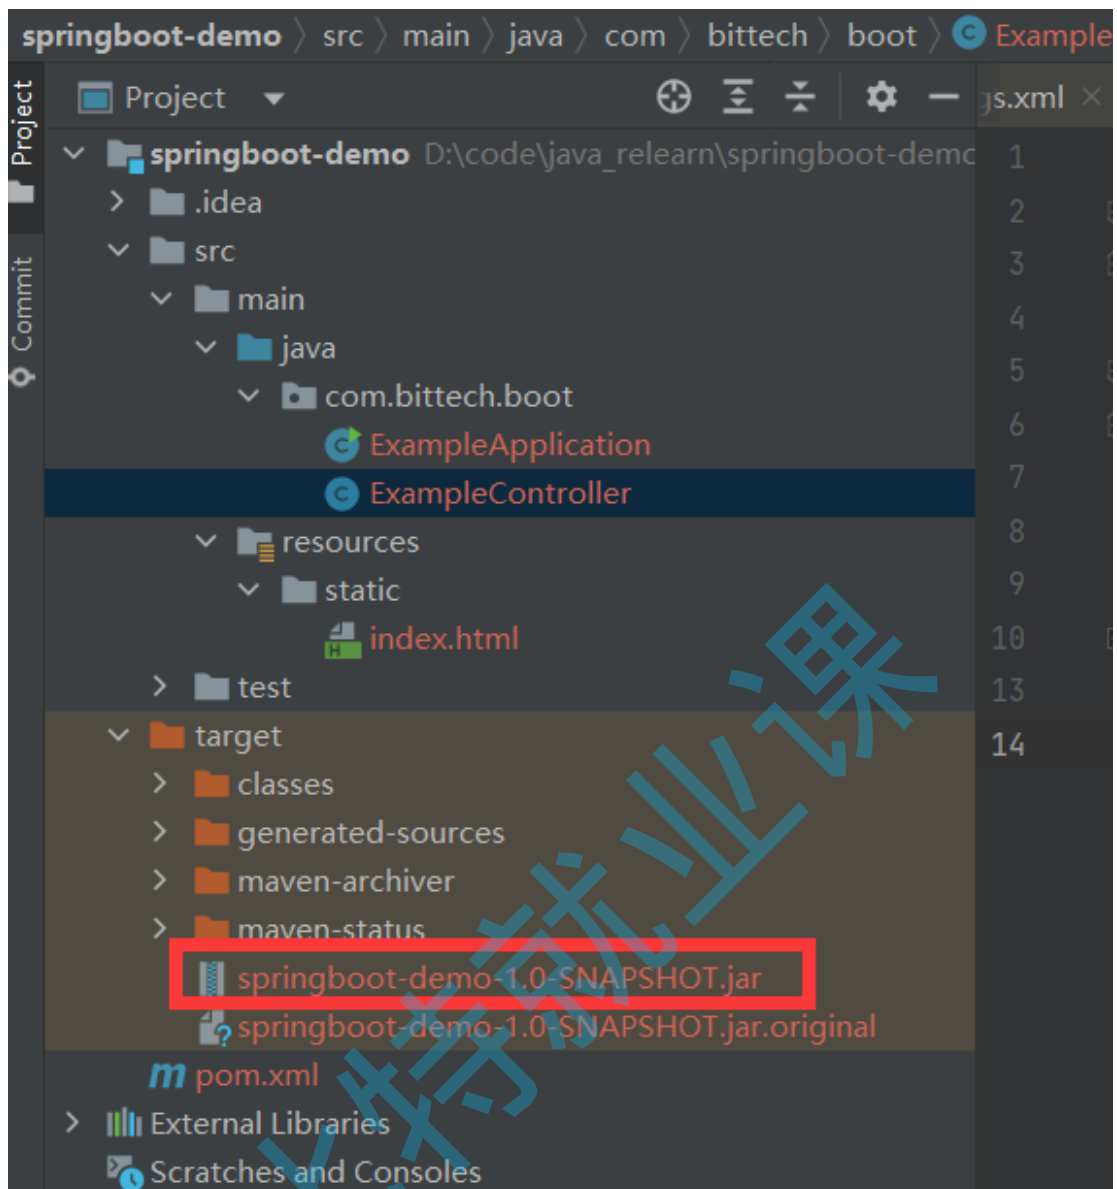 springboot-demo 〉 src 〉 main 〉 java 〉 com 〉 bittech 〉 boot 〉 Example
Project
Project
gs.xml
springboot-demo D:\code\java_relearn\springboot-demo
.idea
src
main
java
com.bittech.boot
ExampleApplication
ExampleController
resources
static
index.html
test
target
classes
generated-sources
maven-archiver
maven-status
springboot-demo-1.0-SNAPSHOT.jar
springboot-demo-1.0-SNAPSHOT.jar.original
pom.xml
External Libraries
Scratches and Consoles
Commit
1
2
3
4
5
6
7
8
9
10
13
14
特就业课